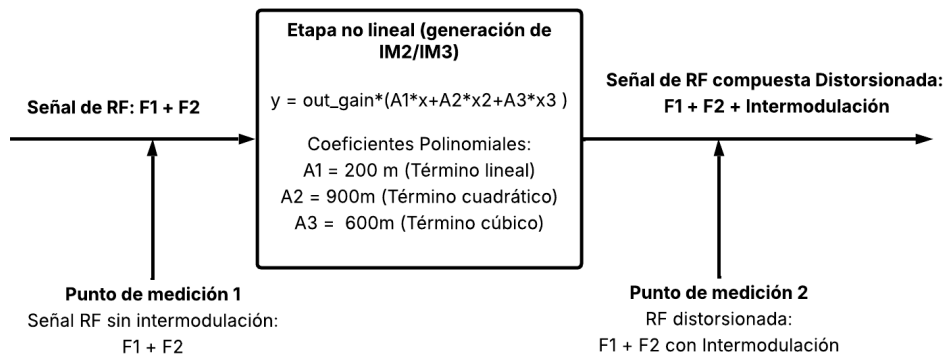 Etapa no lineal (generación de
IM2/IM3)
Señal de RF: F1 + F2
y = out_gain*(A1*x+A2*x2+A3*x3 )
Coeficientes Polinomiales:
A1 = 200 m (Término lineal)
A2 = 900m (Término cuadrático)
A3 =  600m (Término cúbico)
Señal de RF compuesta Distorsionada:
F1 + F2 + Intermodulación
Punto de medición 1
Señal RF sin intermodulación:
F1 + F2
Punto de medición 2
RF distorsionada:
F1 + F2 con Intermodulación